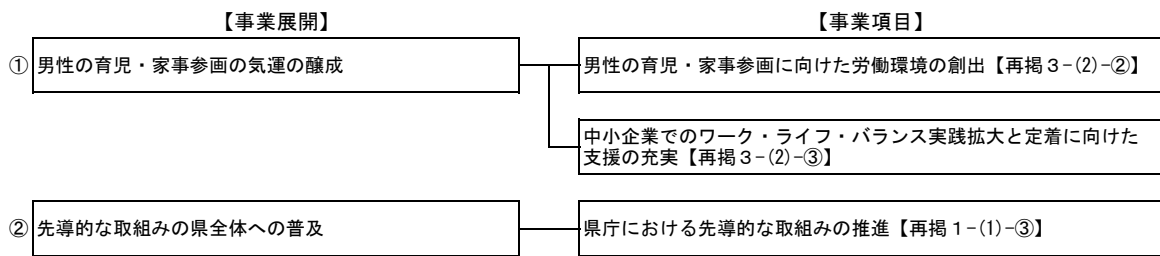 【事業展開】 【事業項目】
① 男性の育児・家事参画の気運の醸成 男性の育児・家事参画に向けた労働環境の創出【再掲３-(2)-②】
中小企業でのワーク・ライフ・バランス実践拡大と定着に向けた
支援の充実【再掲３-(2)-③】
② 先導的な取組みの県全体への普及 県庁における先導的な取組みの推進【再掲１-(1)-③】